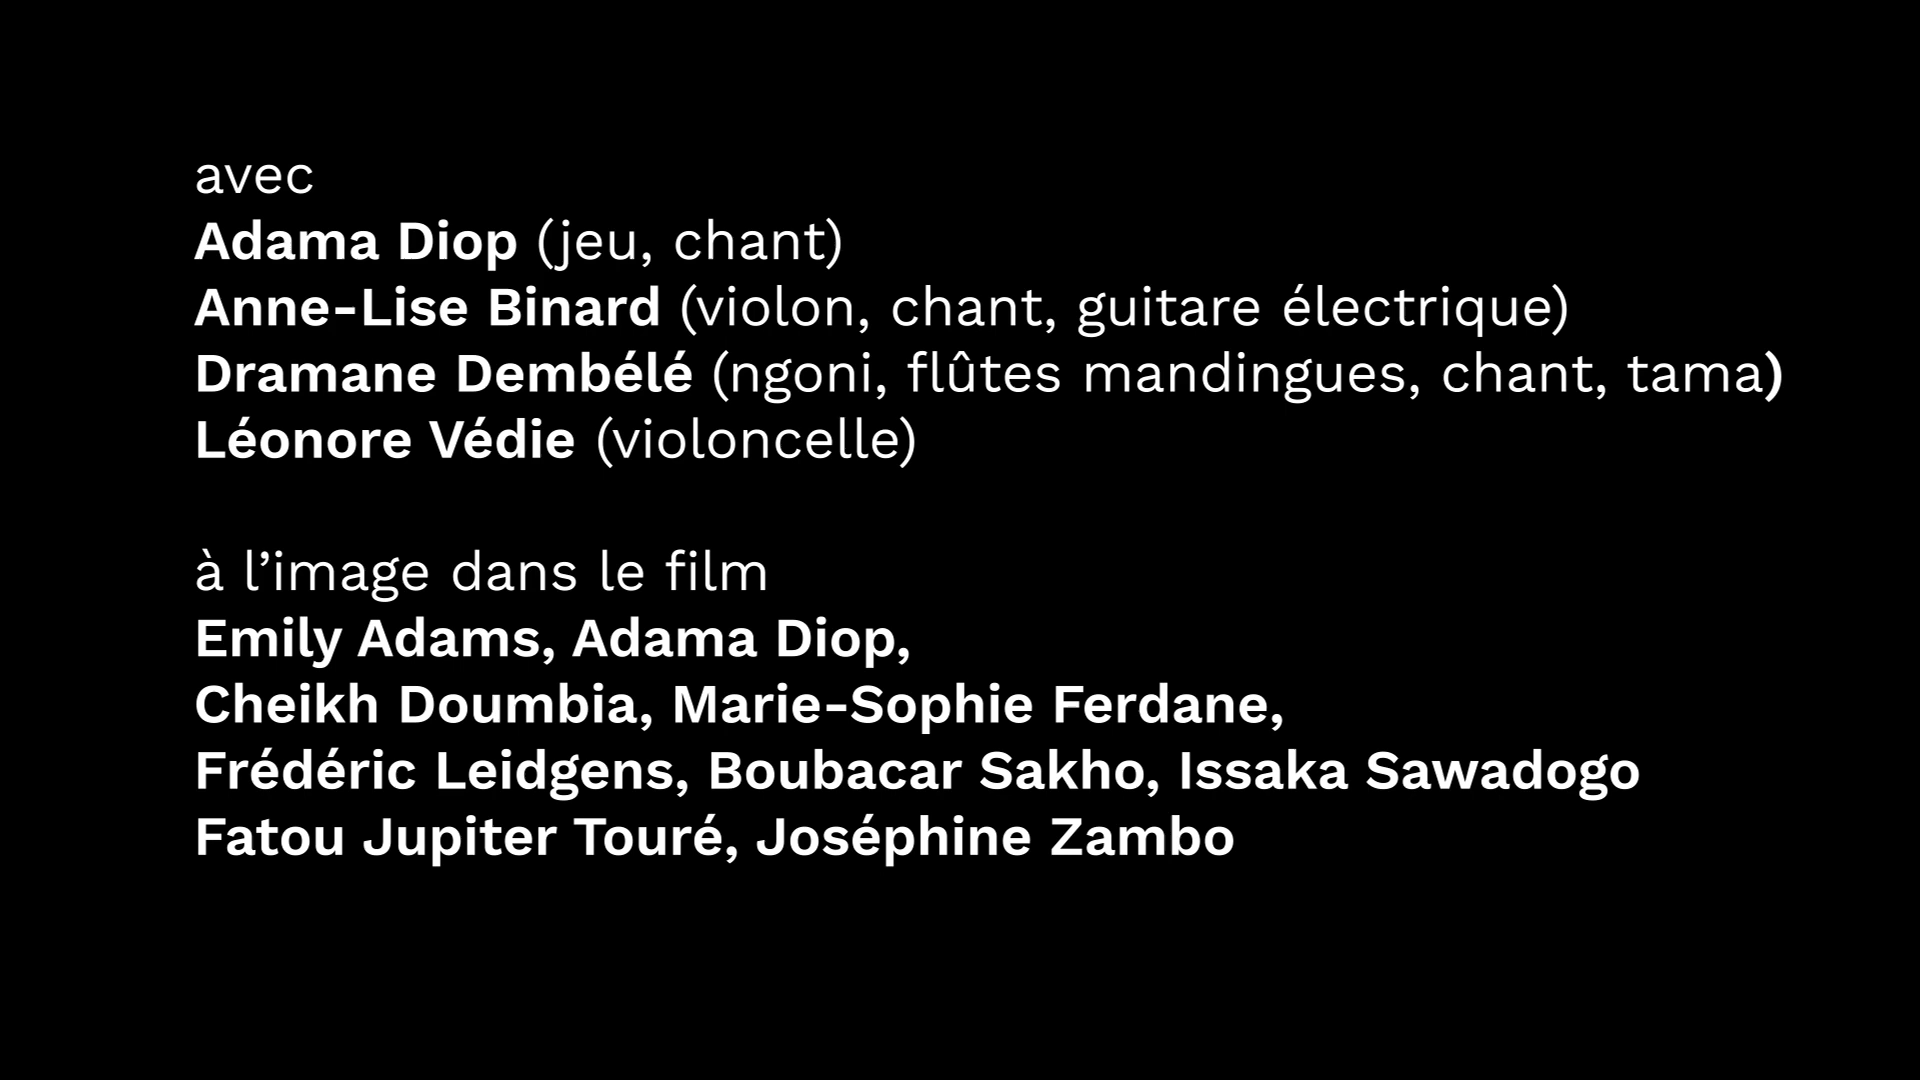 avec
Adama Diop (jeu, chant)
Anne-Lise Binard (violon, chant, guitare électrique)
Dramane Dembélé (ngoni, flûtes mandingues, chant, tama)
Léonore Védie (violoncelle)
à l’image dans le film
Emily Adams, Adama Diop,
Cheikh Doumbia, Marie-Sophie Ferdane,
Frédéric Leidgens, Boubacar Sakho, Issaka Sawadogo
Fatou Jupiter Touré, Joséphine Zambo